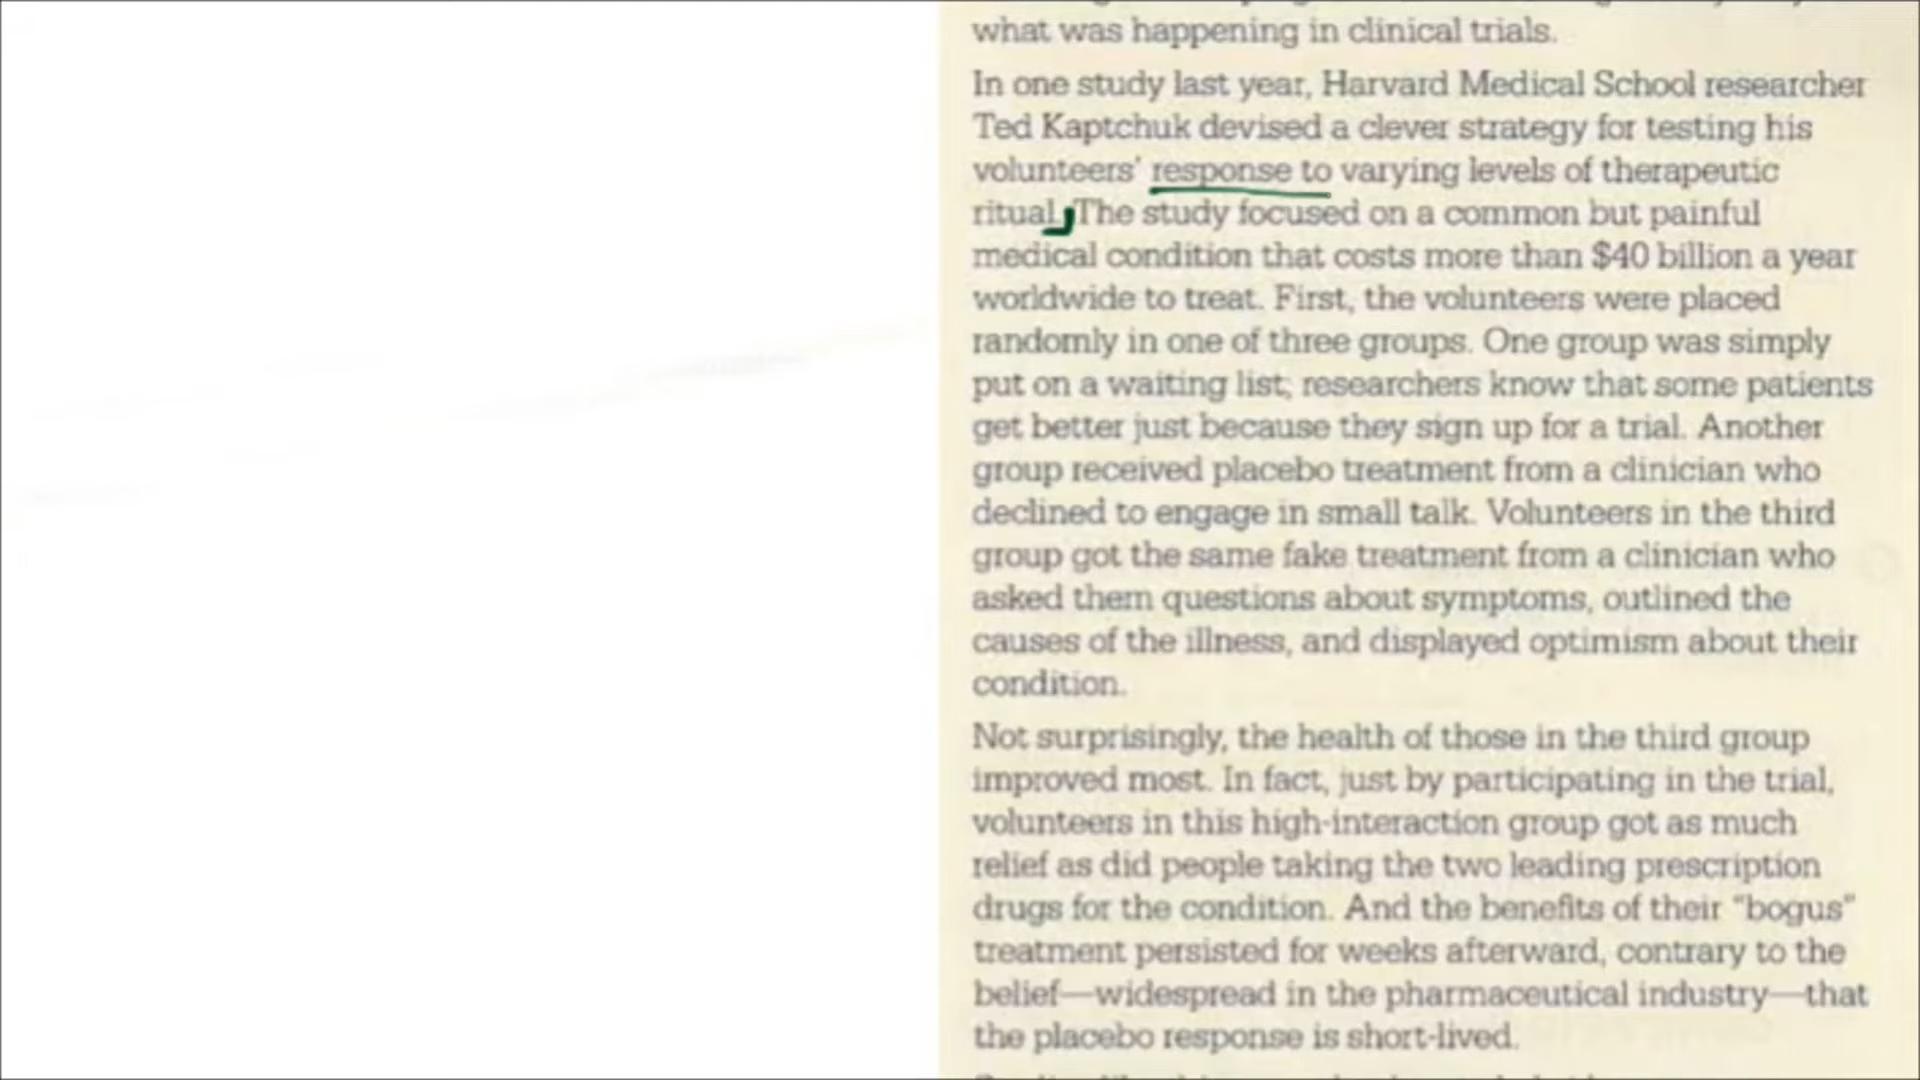 what was happening in clinical trials.
In one study last year, Harvard Medical School researcher
Ted Kaptchuk devised a clever strategy for testing his
volunteers' response to varying levels of therapeutic
ritual. The study focused on a common but painful
medical condition that costs more than $40 billion a year
worldwide to treat. First, the volunteers were placed
randomly in one of three groups. One group was simply
put on a waiting list; researchers know that some patients
get better just because they sign up for a trial. Another
group received placebo treatment from a clinician who
declined to engage in small talk. Volunteers in the third
group got the same fake treatment from a clinician who
asked them questions about symptoms, outlined the
causes of the illness, and displayed optimism about their
condition.
Not surprisingly, the health of those in the third group
improved most. In fact, just by participating in the trial,
volunteers in this high-interaction group got as much
relief as did people taking the two leading prescription
drugs for the condition. And the benefits of their "bogus"
treatment persisted for weeks afterward, contrary to the
belief—widespread in the pharmaceutical industry—that
the placebo response is short-lived.